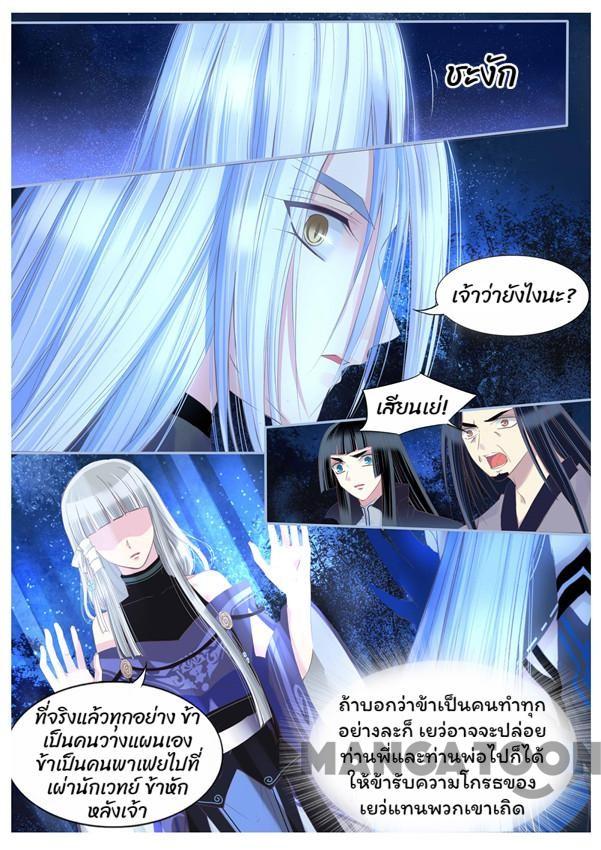 ชะงัก
เจ้าว่ายังไงนะ?
เสียนเย่!
ที่จริงแล้วทุกอย่าง ข้า
เป็นคนวางแผนเอง
ข้าเป็นคนพาเฟยไปที่
เผ่านักเวทย์ ข้าหัก
หลังเจ้า
ถ้าบอกว่าข้าเป็นคนทำทุก
อย่างละก็ เยว่อาจจะปล่อย
ท่านพี่และท่านพ่อไปก็ได้
ให้ข้ารับความโกรธของ
เยว่แทนพวกเขาเถิด
MANGATOON